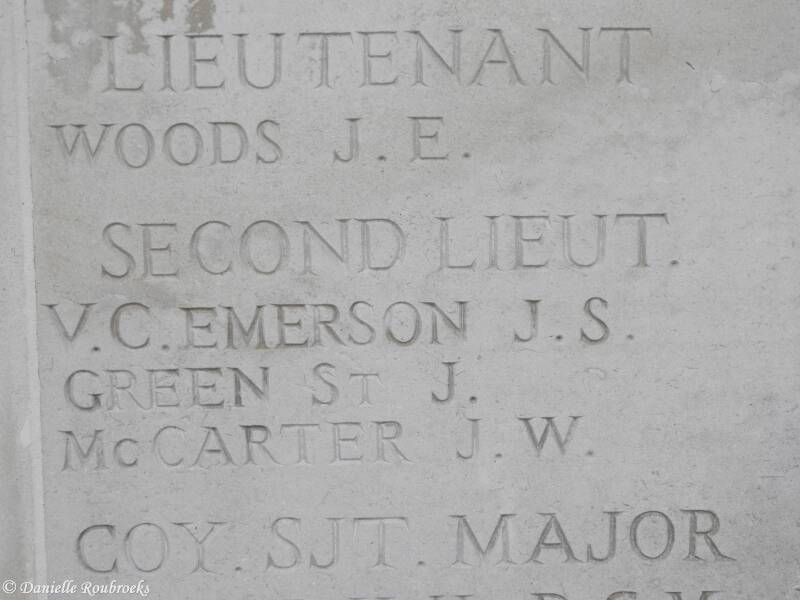 LIEUTENANT
WOODS J.E.
SECOND LIEUT.
V.C. EMERSON J.S.
GREEN ST J.
McCARTER J.W.
COY. SJT. MAJOR
© Danielle Roubroeks